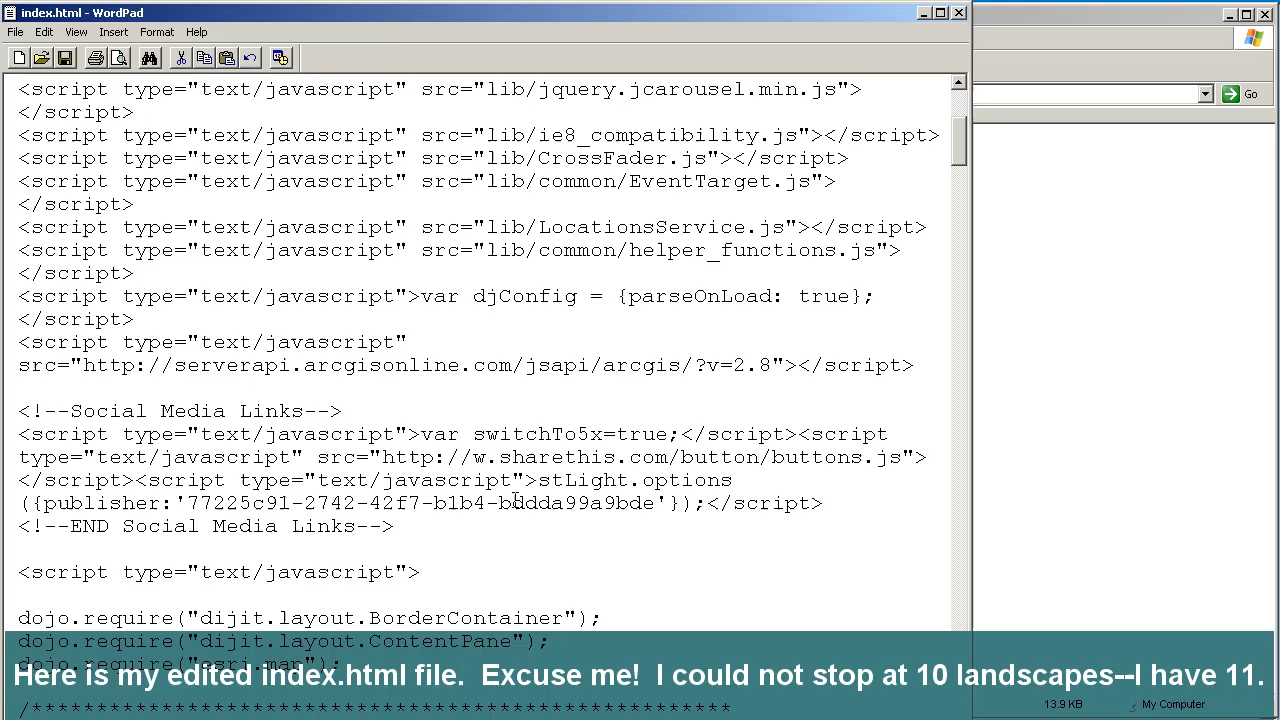 index.html - WordPad
File Edit View Insert Format Help
Go
<script type="text/javascript" src="lib/jquery.jcarousel.min.js">
</script>
<script type="text/javascript" src="lib/ie8_compatibility.js"></script>
<script type="text/javascript" src="lib/CrossFader.js"></script>
<script type="text/javascript" src="lib/common/EventTarget.js">
</script>
<script type="text/javascript" src="lib/LocationsService.js"></script>
<script type="text/javascript" src="lib/common/helper_functions.js">
</script>
<script type="text/javascript">var djConfig = {parseOnLoad: true};
</script>
<script type="text/javascript"
src="http://serverapi.arcgisonline.com/jsapi/arcgis/?v=2.8"></script>
<!--Social Media Links-->
<script type="text/javascript">var switchTo5x=true;</script><script
type="text/javascript" src="http://w.sharethis.com/button/buttons.js">
</script><script type="text/javascript">stLight.options
({publisher:'77225c91-2742-42f7-b1b4-bddda99a9bde'});</script>
<!--END Social Media Links-->
<script type="text/javascript">
dojo.require("dijit.layout.BorderContainer");
dojo.require("dijit.layout.ContentPane");
dojo.require("esri.map");
Here is my edited index.html file. Excuse me! I could not stop at 10 landscapes--I have 11.
/******************************************************
13.9 KB My Computer